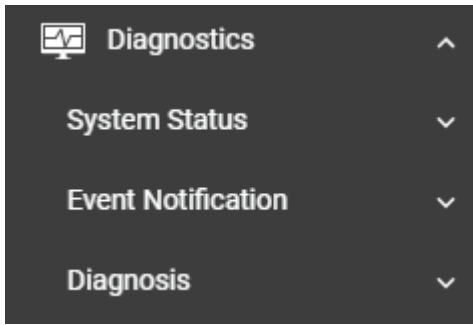 Diagnostics
System Status
Event Notification
Diagnosis